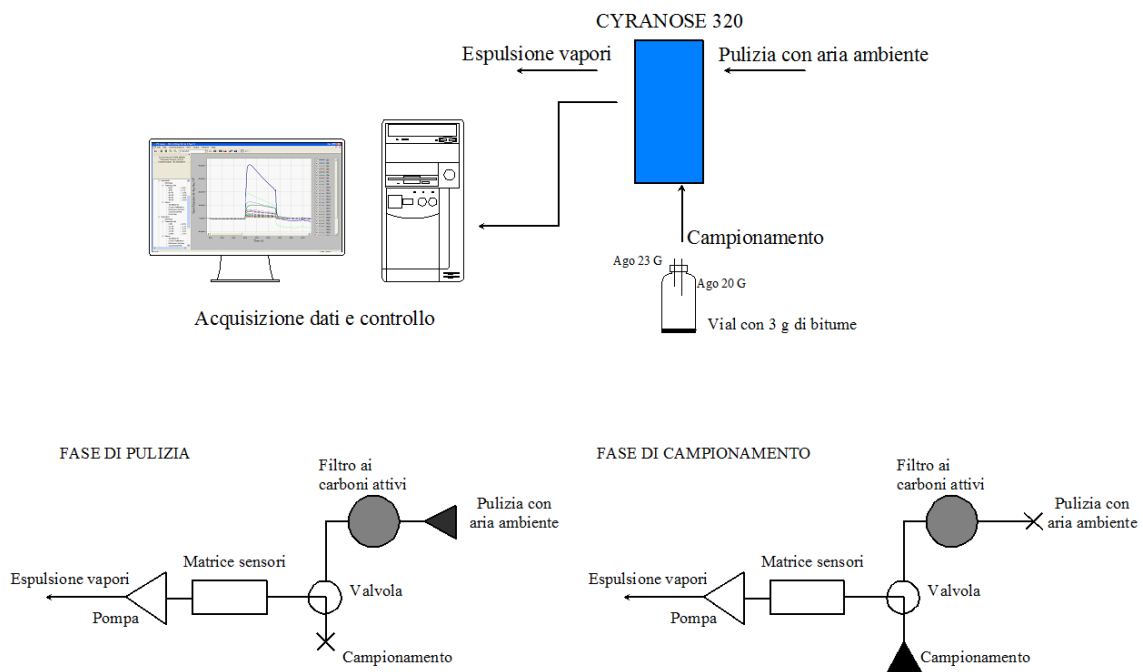 CYRANOSE 320
Espulsione vapori
Pulizia con aria ambiente
Campionamento
Ago 23 G
Ago 20 G
Vial con 3 g di bitume
Acquisizione dati e controllo
FASE DI PULIZIA
Filtro ai
carboni attivi
Pulizia con
aria ambiente
Matrice sensori
Espulsione vapori
Valvola
Pompa
Campionamento
FASE DI CAMPIONAMENTO
Filtro ai
carboni attivi
Pulizia con
aria ambiente
Matrice sensori
Espulsione vapori
Valvola
Pompa
Campionamento